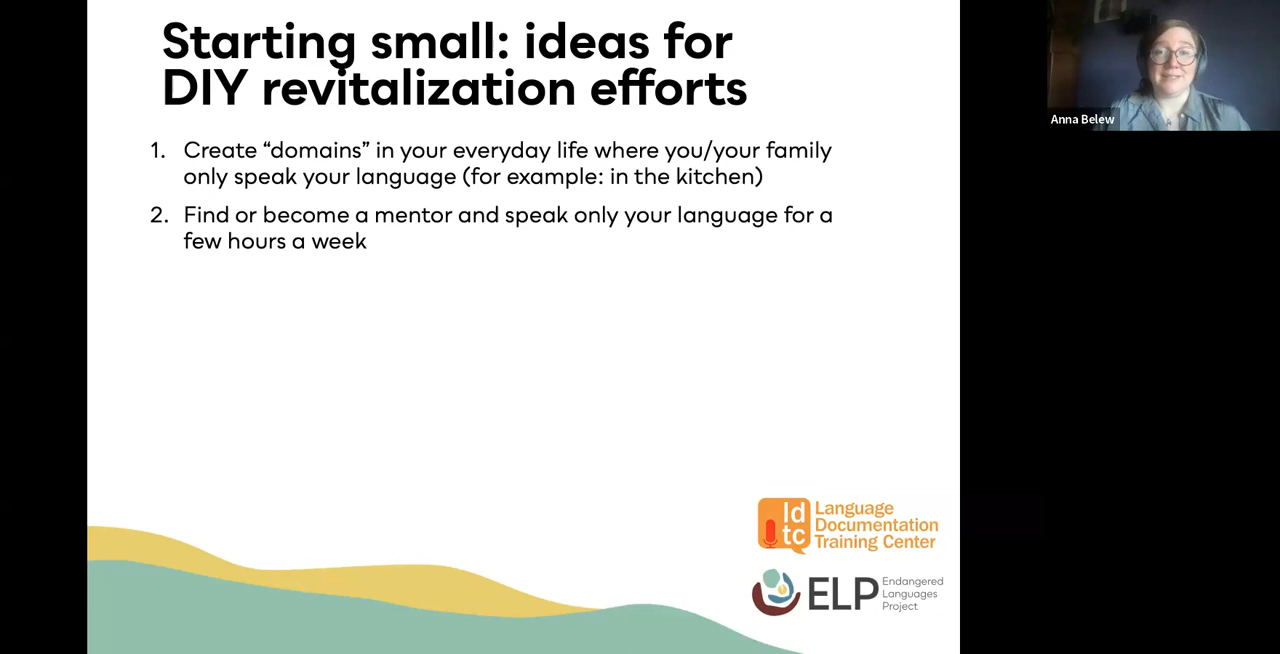 Starting small: ideas for
DIY revitalization efforts
1. Create “domains” in your everyday life where you/your family
only speak your language (for example: in the kitchen)
2. Find or become a mentor and speak only your language for a
few hours a week
Anna Belew
ld
tc
Language
Documentation
Training Center
ELP
Endangered
Languages
Project